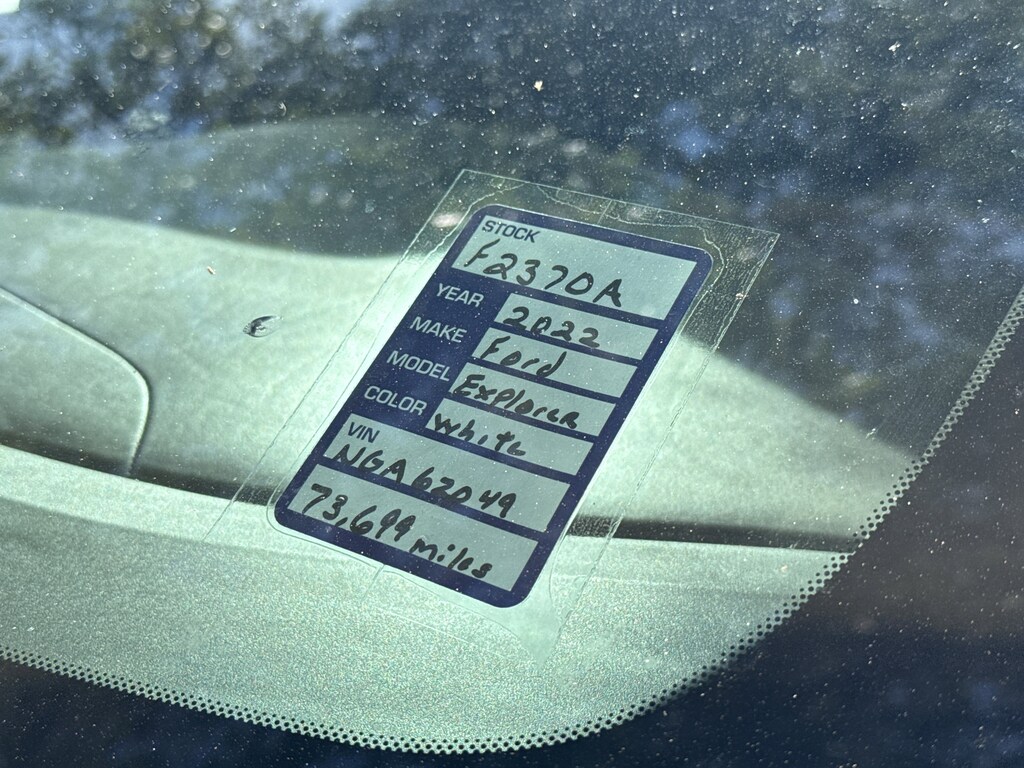 STOCK
F2370A
YEAR 2022
MAKE Ford
MODEL Explorer
COLOR White
VIN
NGA62049
73,699 miles